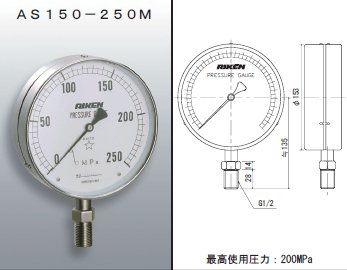 AS150-250M
RIKEN
PRESSURE GAUGE
0
50
100
150
200
250
MPa
RIKEN
PRESSURE GAUGE
φ153
≒135
14
28
G1/2
最高使用圧力:200MPa